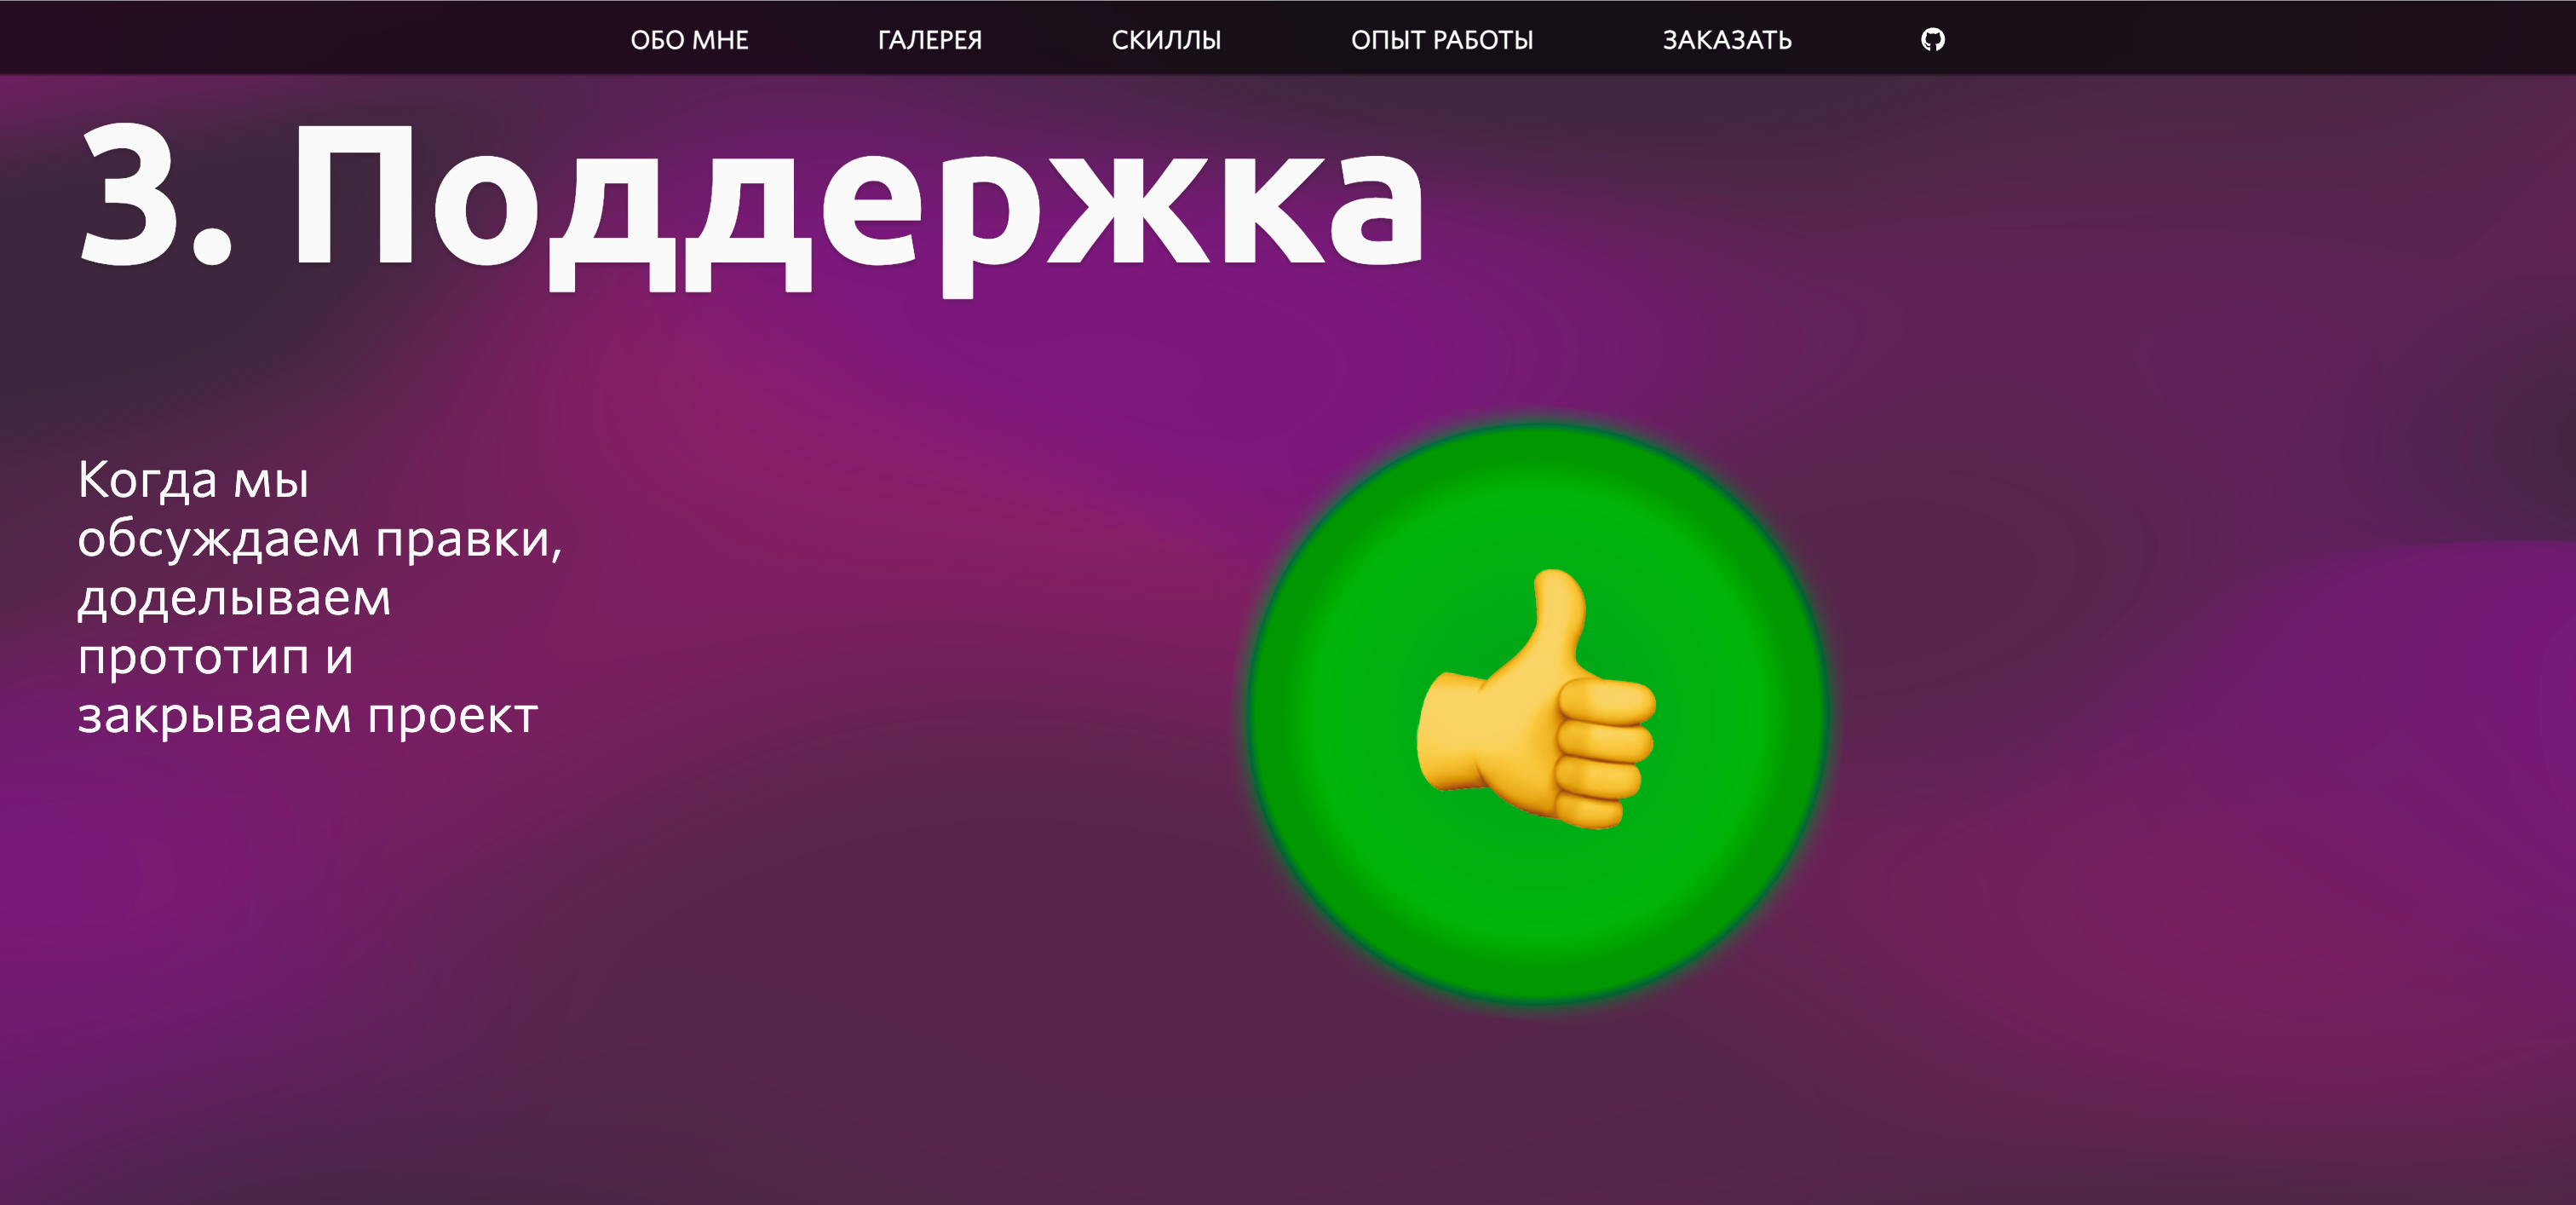 ОБО МНЕ ГАЛЕРЕЯ СКИЛЛЫ ОПЫТ РАБОТЫ ЗАКАЗАТЬ
3. Поддержка
Когда мы
обсуждаем правки,
доделываем
прототип и
закрываем проект